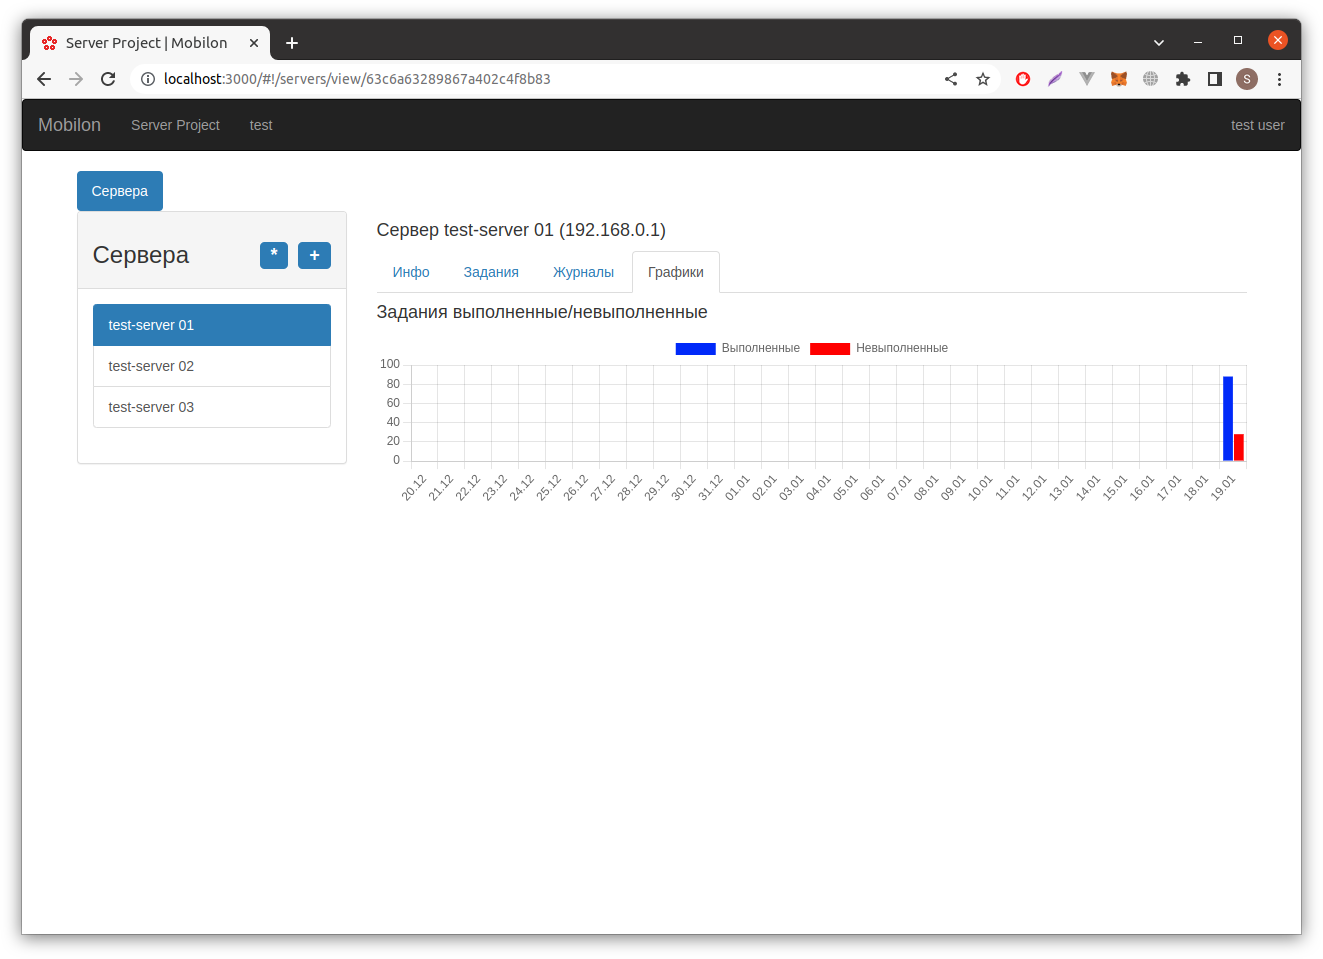 Server Project | Mobilon
localhost:3000/#!/servers/view/63c6a63289867a402c4f8b83
S
Mobilon Server Project test test user
Сервера
Сервера * +
test-server 01
test-server 02
test-server 03
Сервер test-server 01 (192.168.0.1)
Инфо Задания Журналы Графики
Задания выполненные/невыполненные
Выполненные Невыполненные
100
80
60
40
20
0
20.12 21.12 22.12 23.12 24.12 25.12 26.12 27.12 28.12 29.12 30.12 31.12 01.01 02.01 03.01 04.01 05.01 06.01 07.01 08.01 09.01 10.01 11.01 12.01 13.01 14.01 15.01 16.01 17.01 18.01 19.01